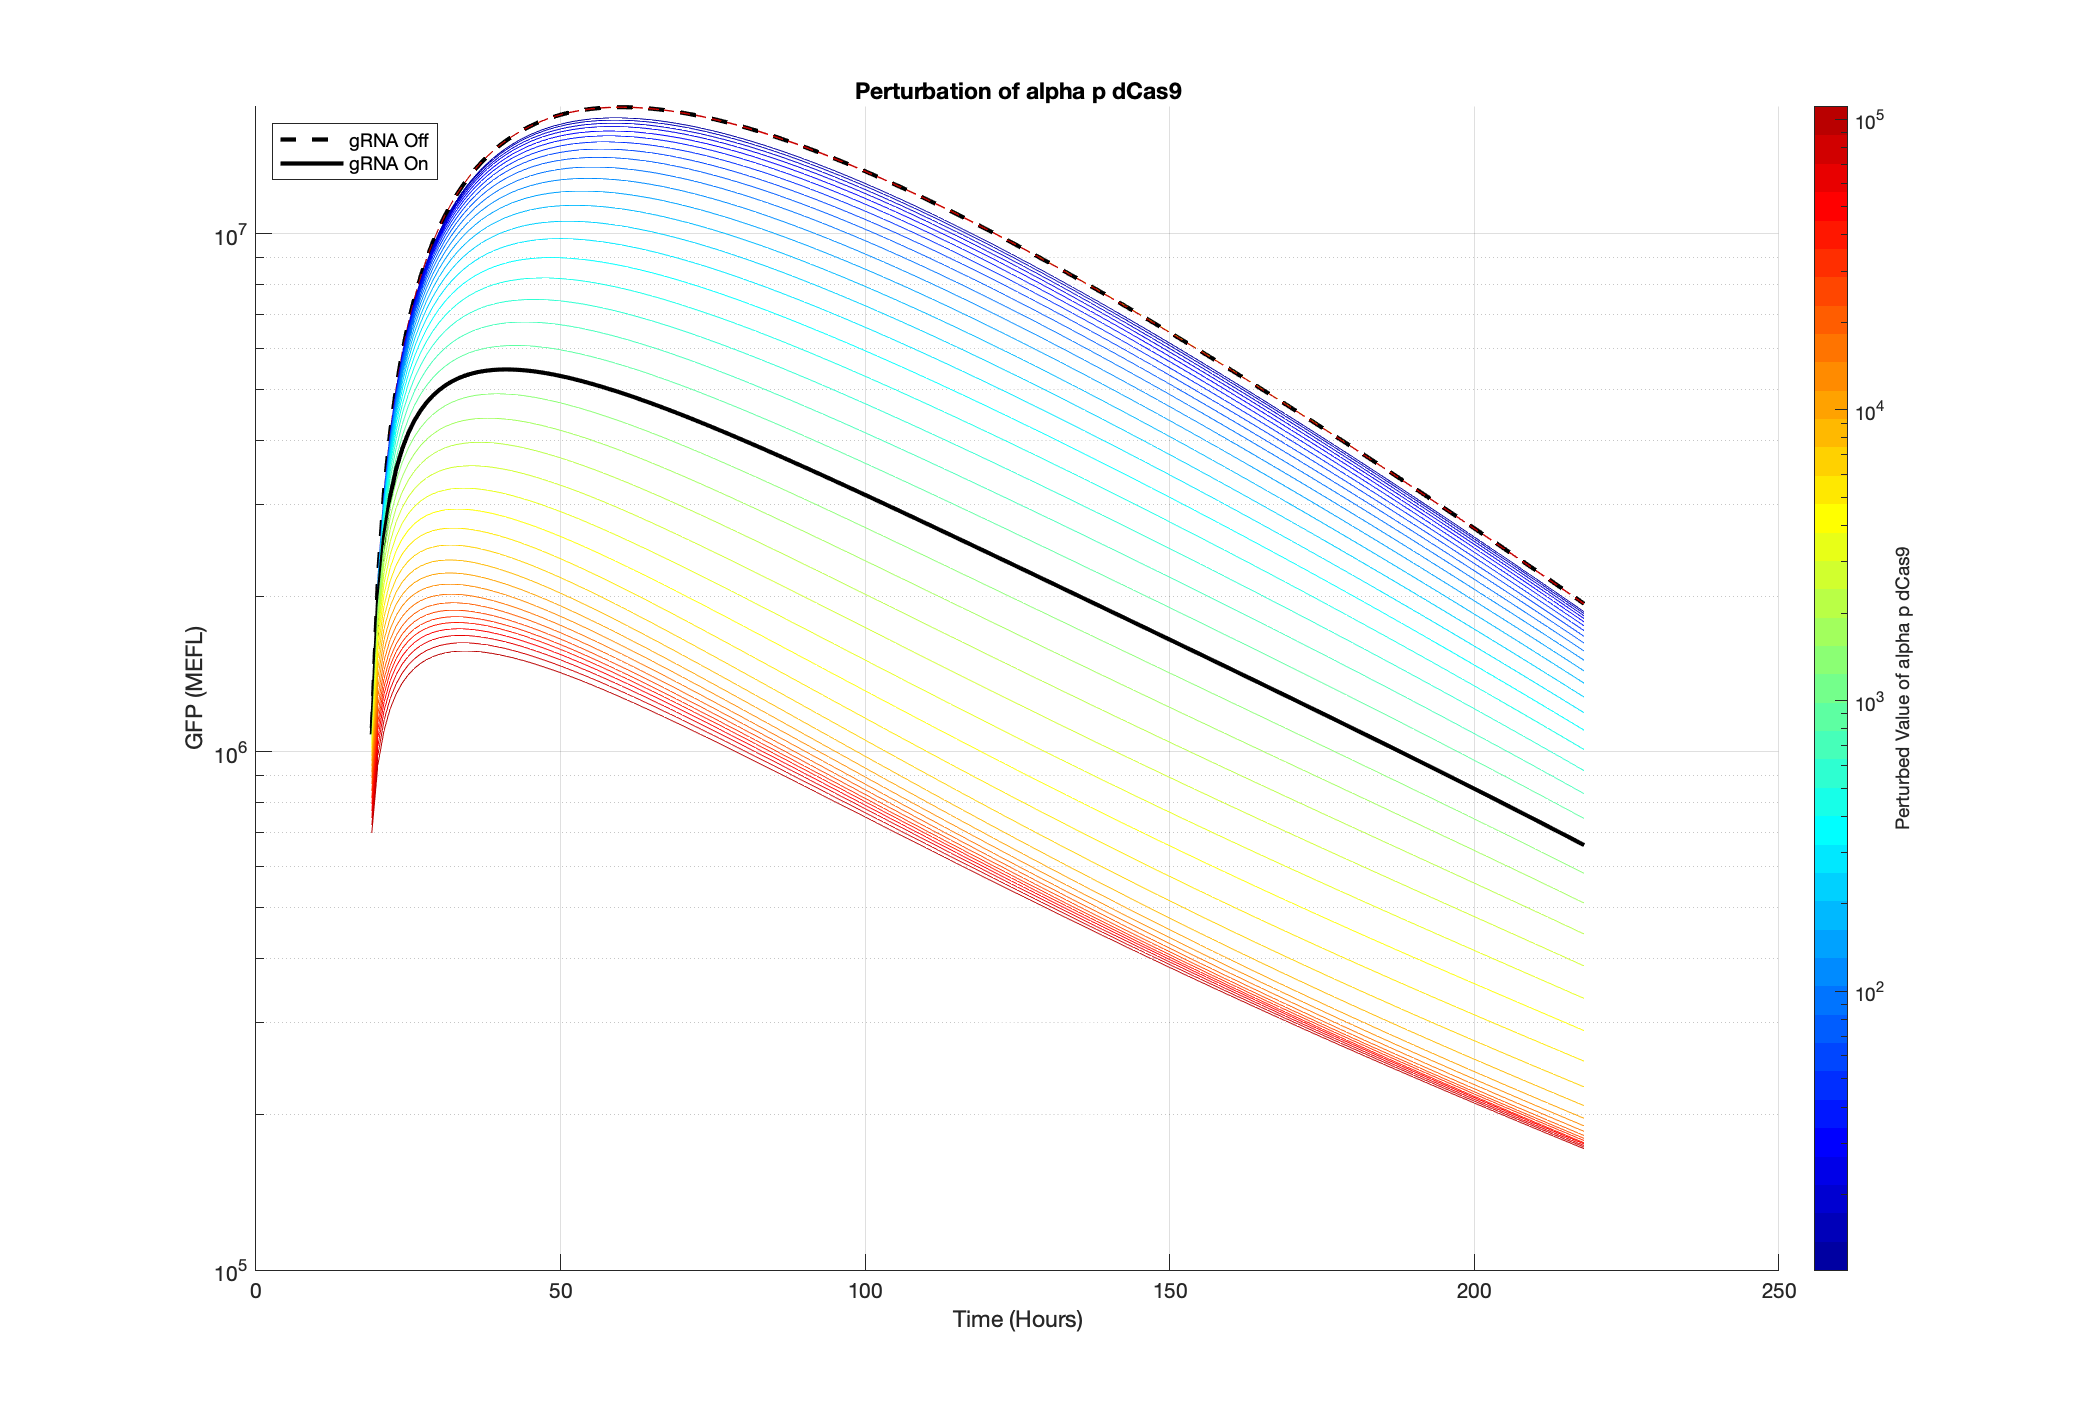 Perturbation of alpha p dCas9
gRNA Off
gRNA On
GFP (MEFL)
10^7
10^6
10^5
0 50 100 150 200 250
Time (Hours)
10^5
10^4
10^3
10^2
Perturbed Value of alpha p dCas9